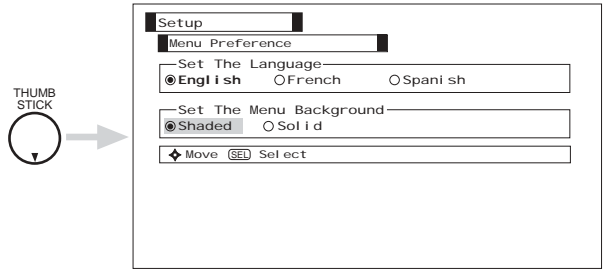 Setup
Menu Preference
Set The Language
English French Spanish
THUMB
STICK
Set The Menu Background
Shaded Solid
Move SEL Select